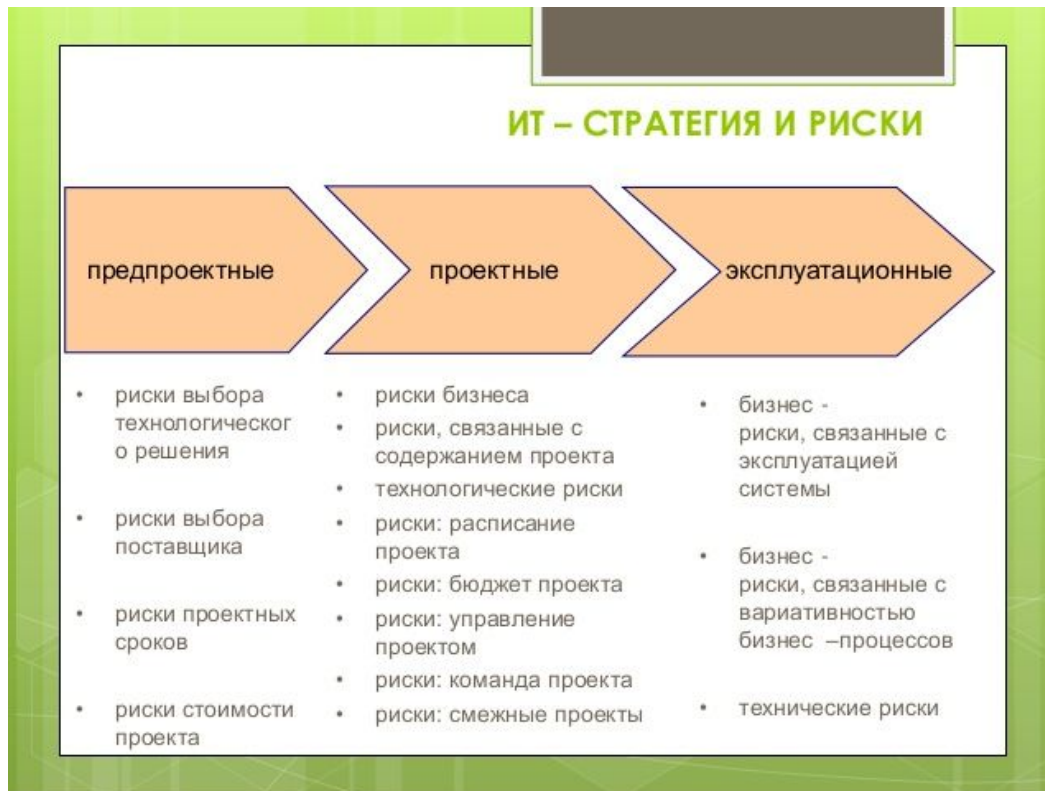 ИТ – СТРАТЕГИЯ И РИСКИ
предпроектные
проектные
эксплуатационные
• риски выбора
технологическог
о решения
• риски выбора
поставщика
• риски проектных
сроков
• риски стоимости
проекта
• риски бизнеса
• риски, связанные с
содержанием проекта
• технологические риски
• риски: расписание
проекта
• риски: бюджет проекта
• риски: управление
проектом
• риски: команда проекта
• риски: смежные проекты
• бизнес -
риски, связанные с
эксплуатацией
системы
• бизнес -
риски, связанные с
вариативностью
бизнес –процессов
• технические риски